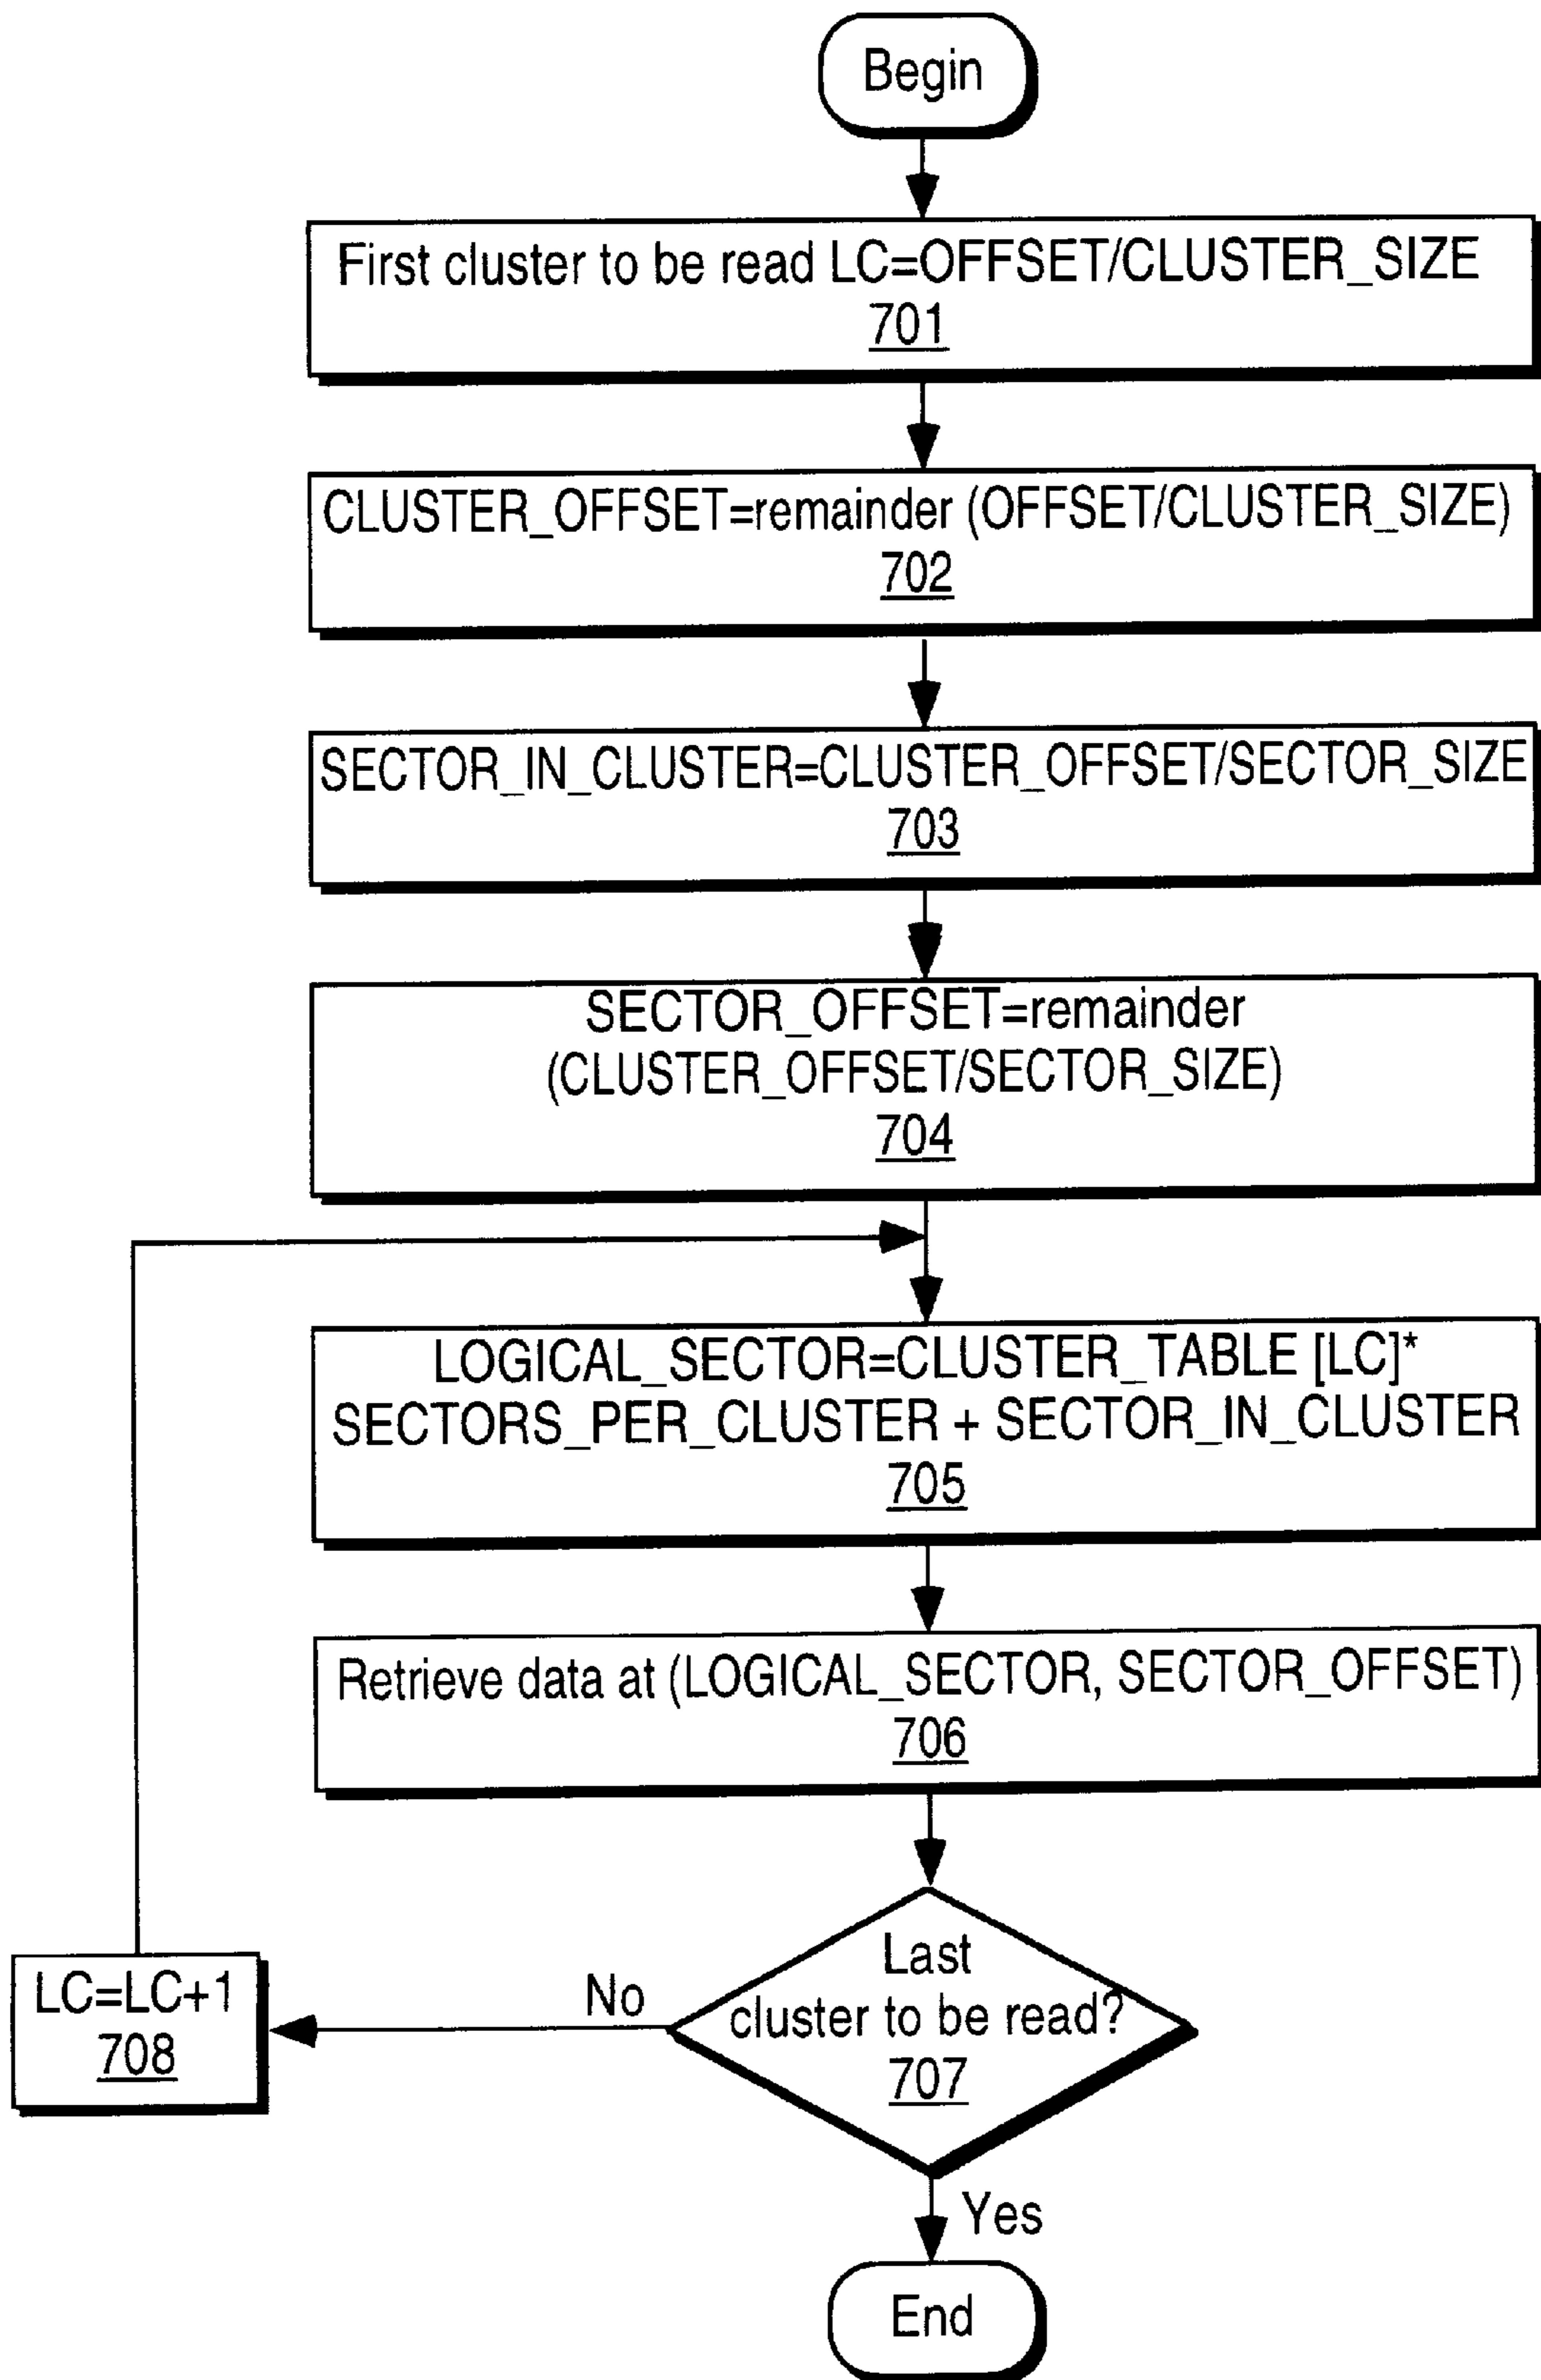 Begin
First cluster to be read LC=OFFSET/CLUSTER_SIZE
701
CLUSTER_OFFSET=remainder (OFFSET/CLUSTER_SIZE)
702
SECTOR_IN_CLUSTER=CLUSTER_OFFSET/SECTOR_SIZE
703
SECTOR_OFFSET=remainder
(CLUSTER_OFFSET/SECTOR_SIZE)
704
LOGICAL_SECTOR=CLUSTER_TABLE [LC]*
SECTORS_PER_CLUSTER + SECTOR_IN_CLUSTER
705
Retrieve data at (LOGICAL_SECTOR, SECTOR_OFFSET)
706
Last
cluster to be read?
707
No
LC=LC+1
708
Yes
End